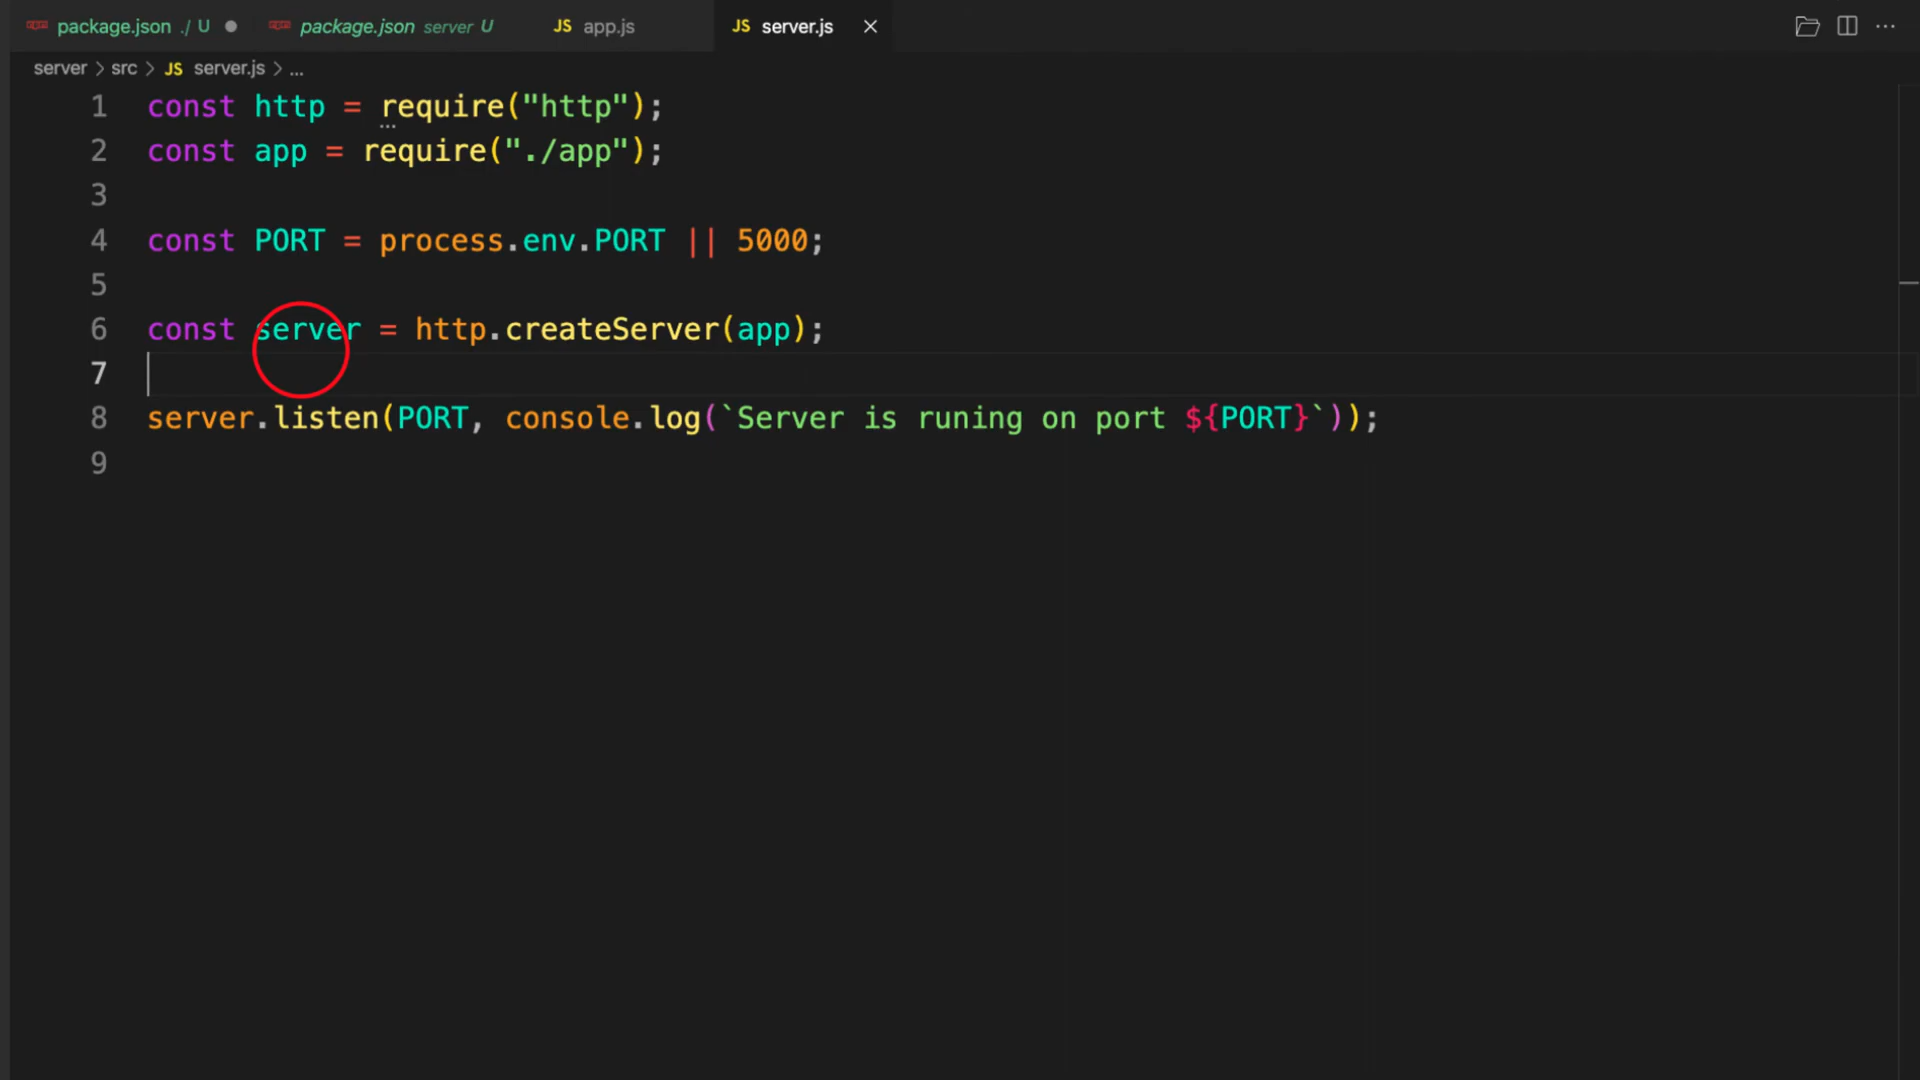 package.json ./ U package.json server U JS app.js JS server.js
server > src > JS server.js > ...
1 const http = require("http");
2 const app = require("./app");
3
4 const PORT = process.env.PORT || 5000;
5
6 const server = http.createServer(app);
7
8 server.listen(PORT, console.log(`Server is runing on port ${PORT}`));
9